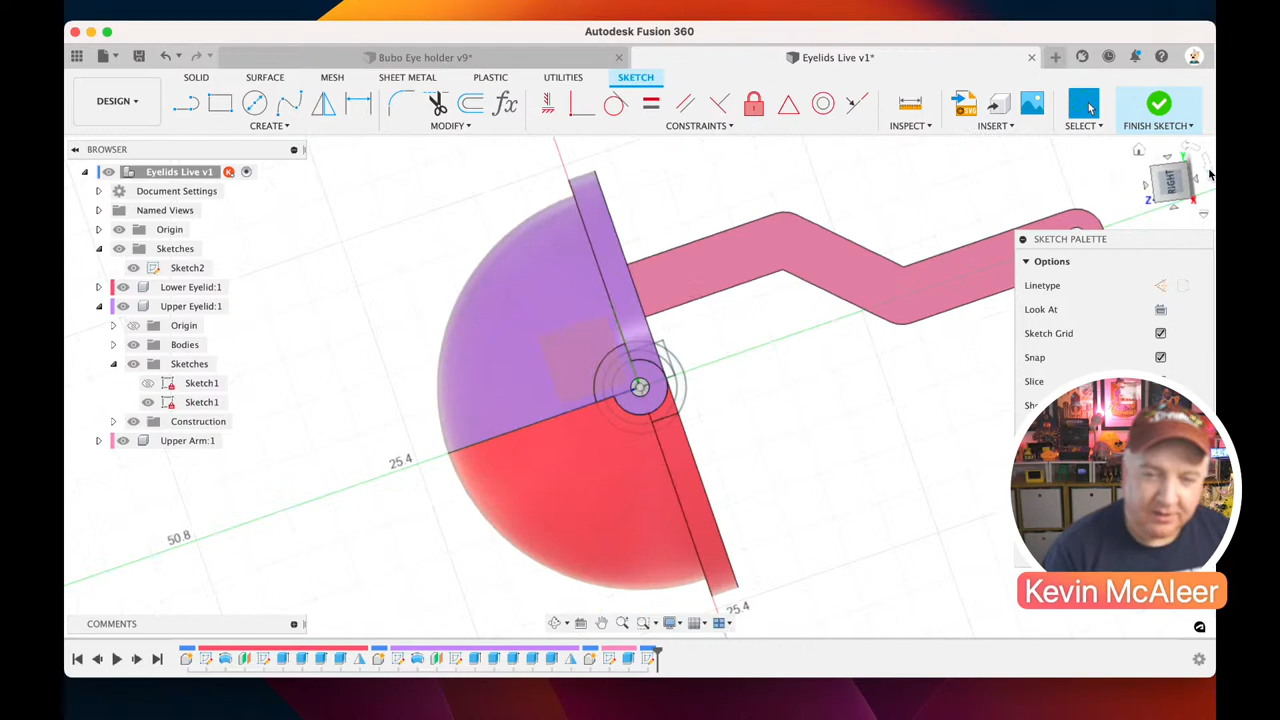 Autodesk Fusion 360
Bubo Eye holder v9*
Eyelids Live v1*
DESIGN
SOLID SURFACE MESH SHEET METAL PLASTIC UTILITIES SKETCH
fx
CREATE MODIFY CONSTRAINTS INSPECT INSERT SELECT FINISH SKETCH
BROWSER
Eyelids Live v1
K
Document Settings
Named Views
Origin
Sketches
Sketch2
Lower Eyelid:1
Upper Eyelid:1
Origin
Bodies
Sketches
Sketch1
Sketch1
Construction
Upper Arm:1
Y
RIGHT
Z
X
SKETCH PALETTE
Options
Linetype
Look At
Sketch Grid
Snap
Slice
25.4
50.8
25.4
Kevin McAleer
COMMENTS